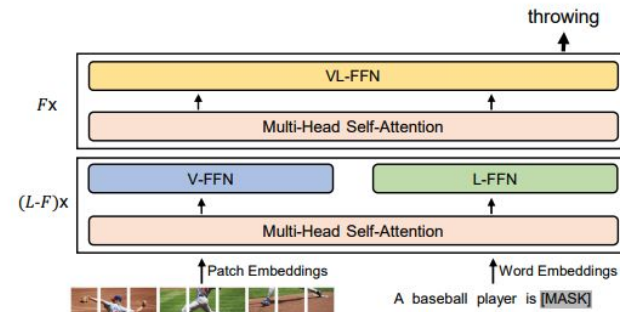 throwing
VL-FFN
Fx
Multi-Head Self-Attention
V-FFN
L-FFN
(L-F)x
Multi-Head Self-Attention
Patch Embeddings
Word Embeddings
A baseball player is [MASK]